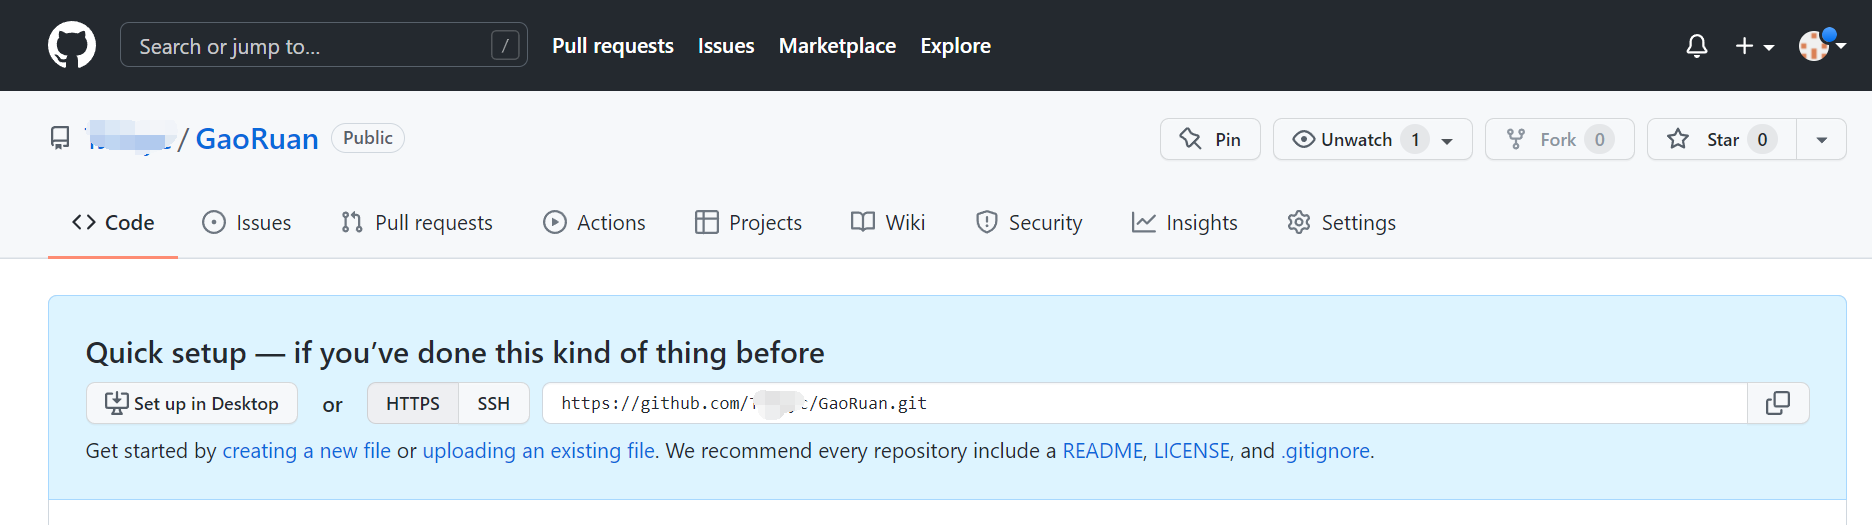 Search or jump to... /
Pull requests Issues Marketplace Explore
/ GaoRuan Public
Pin Unwatch 1 Fork 0 Star 0
Code Issues Pull requests Actions Projects Wiki Security Insights Settings
Quick setup — if you’ve done this kind of thing before
Set up in Desktop or HTTPS SSH https://github.com/ /GaoRuan.git
Get started by creating a new file or uploading an existing file. We recommend every repository include a README, LICENSE, and .gitignore.